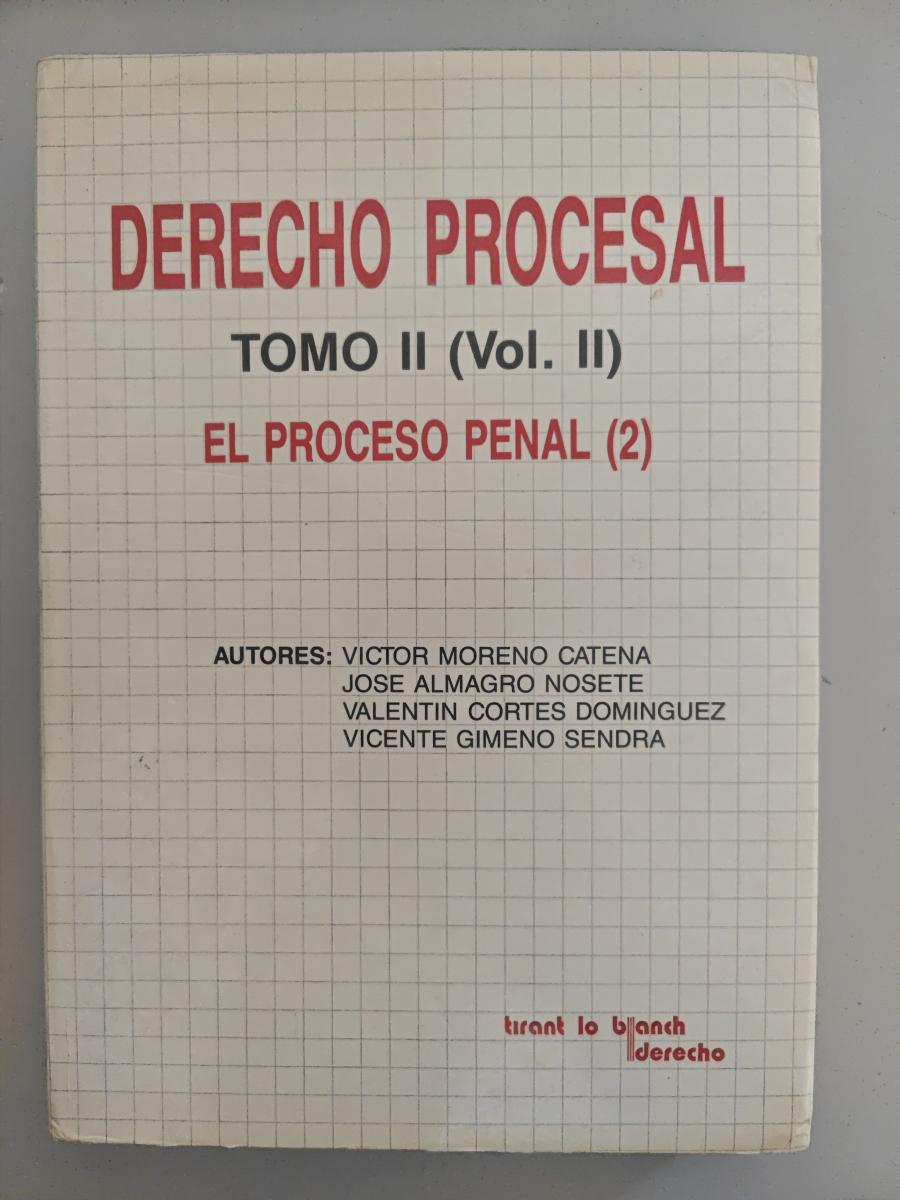 DERECHO PROCESAL
TOMO II (Vol. II)
EL PROCESO PENAL (2)
AUTORES: VICTOR MORENO CATENA
JOSE ALMAGRO NOSETE
VALENTIN CORTES DOMINGUEZ
VICENTE GIMENO SENDRA
tirant lo blanch
derecho